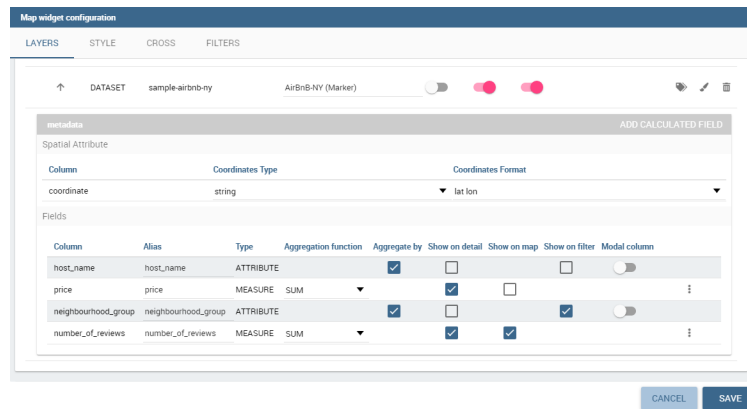 Map widget configuration
LAYERS STYLE CROSS FILTERS
DATASET sample-airbnb-ny AirBnB-NY (Marker)
metadata ADD CALCULATED FIELD
Spatial Attribute
Column Coordinates Type Coordinates Format
coordinate string lat lon
Fields
Column Alias Type Aggregation function Aggregate by Show on detail Show on map Show on filter Modal column
host_name host_name ATTRIBUTE
price price MEASURE SUM
neighbourhood_group neighbourhood_group ATTRIBUTE
number_of_reviews number_of_reviews MEASURE SUM
CANCEL SAVE